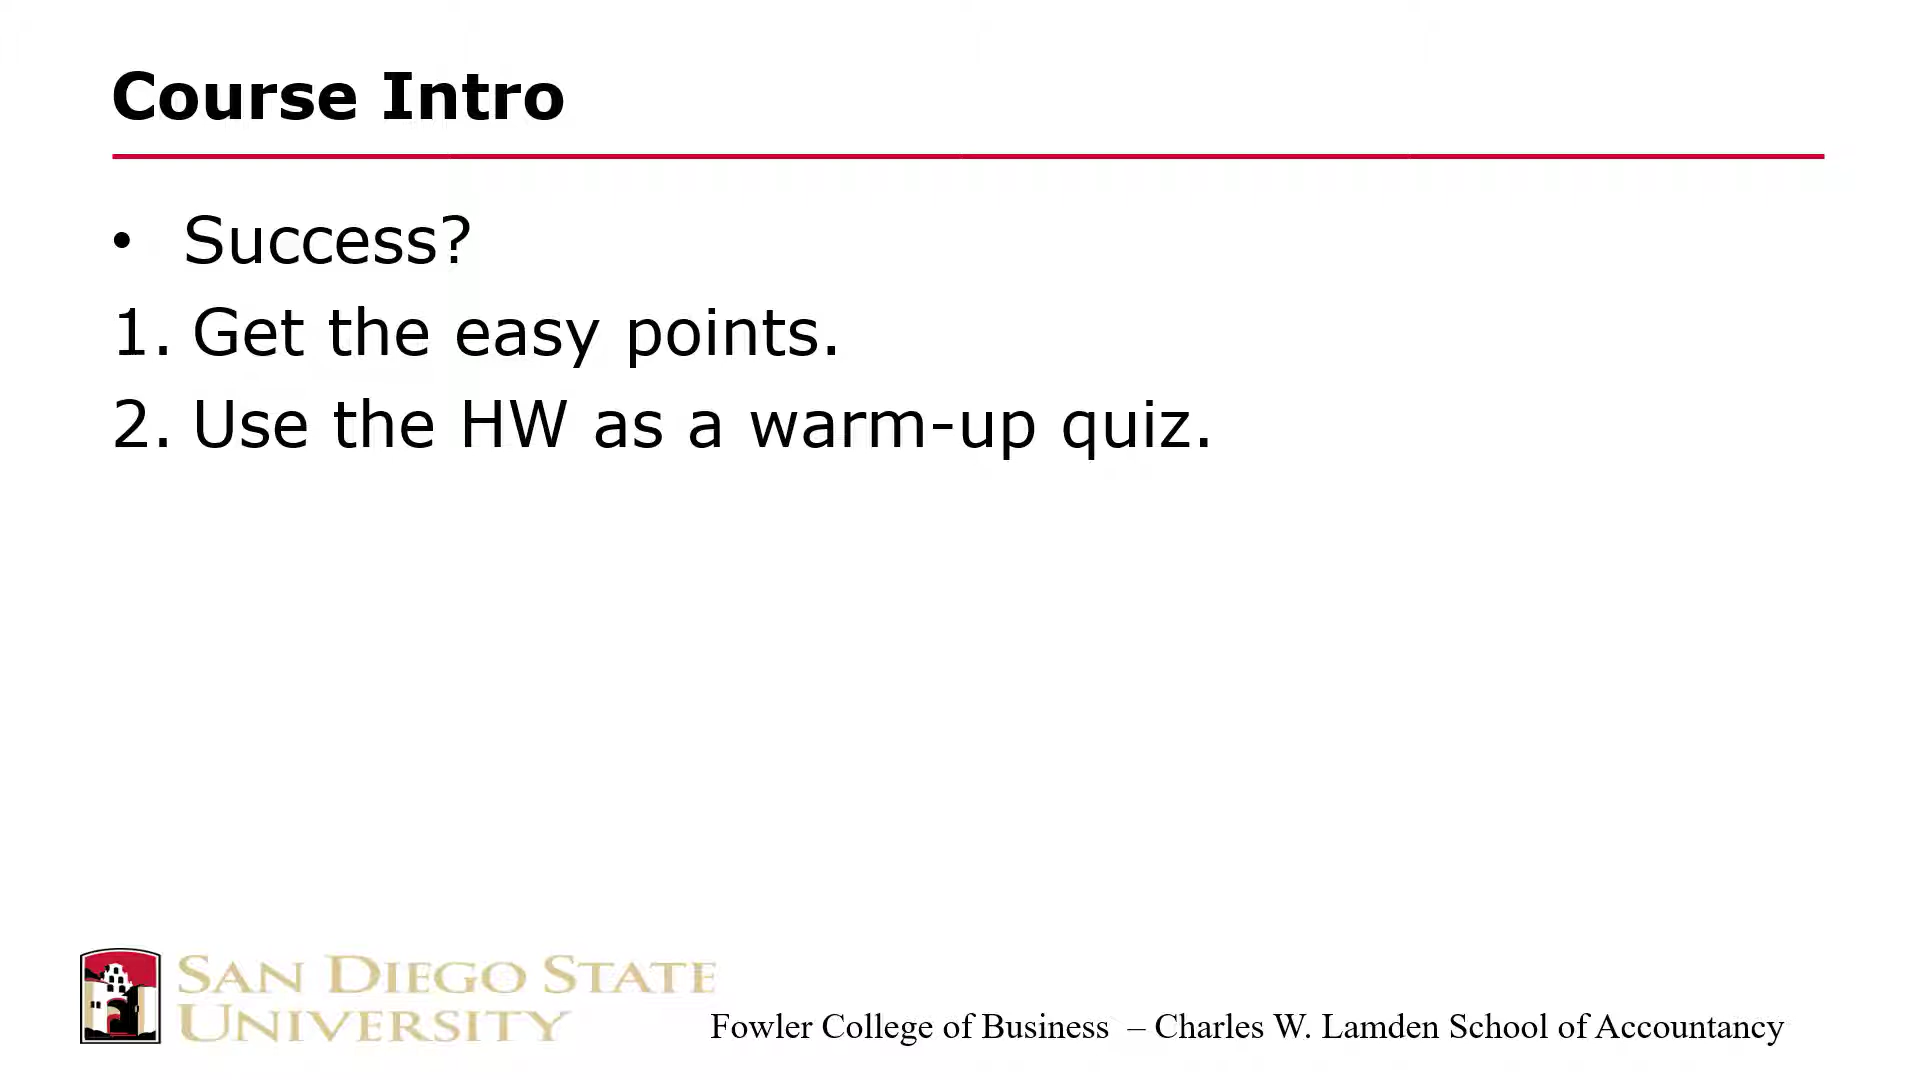 Course Intro
• Success?
1. Get the easy points.
2. Use the HW as a warm-up quiz.
SAN DIEGO STATE
UNIVERSITY
Fowler College of Business – Charles W. Lamden School of Accountancy